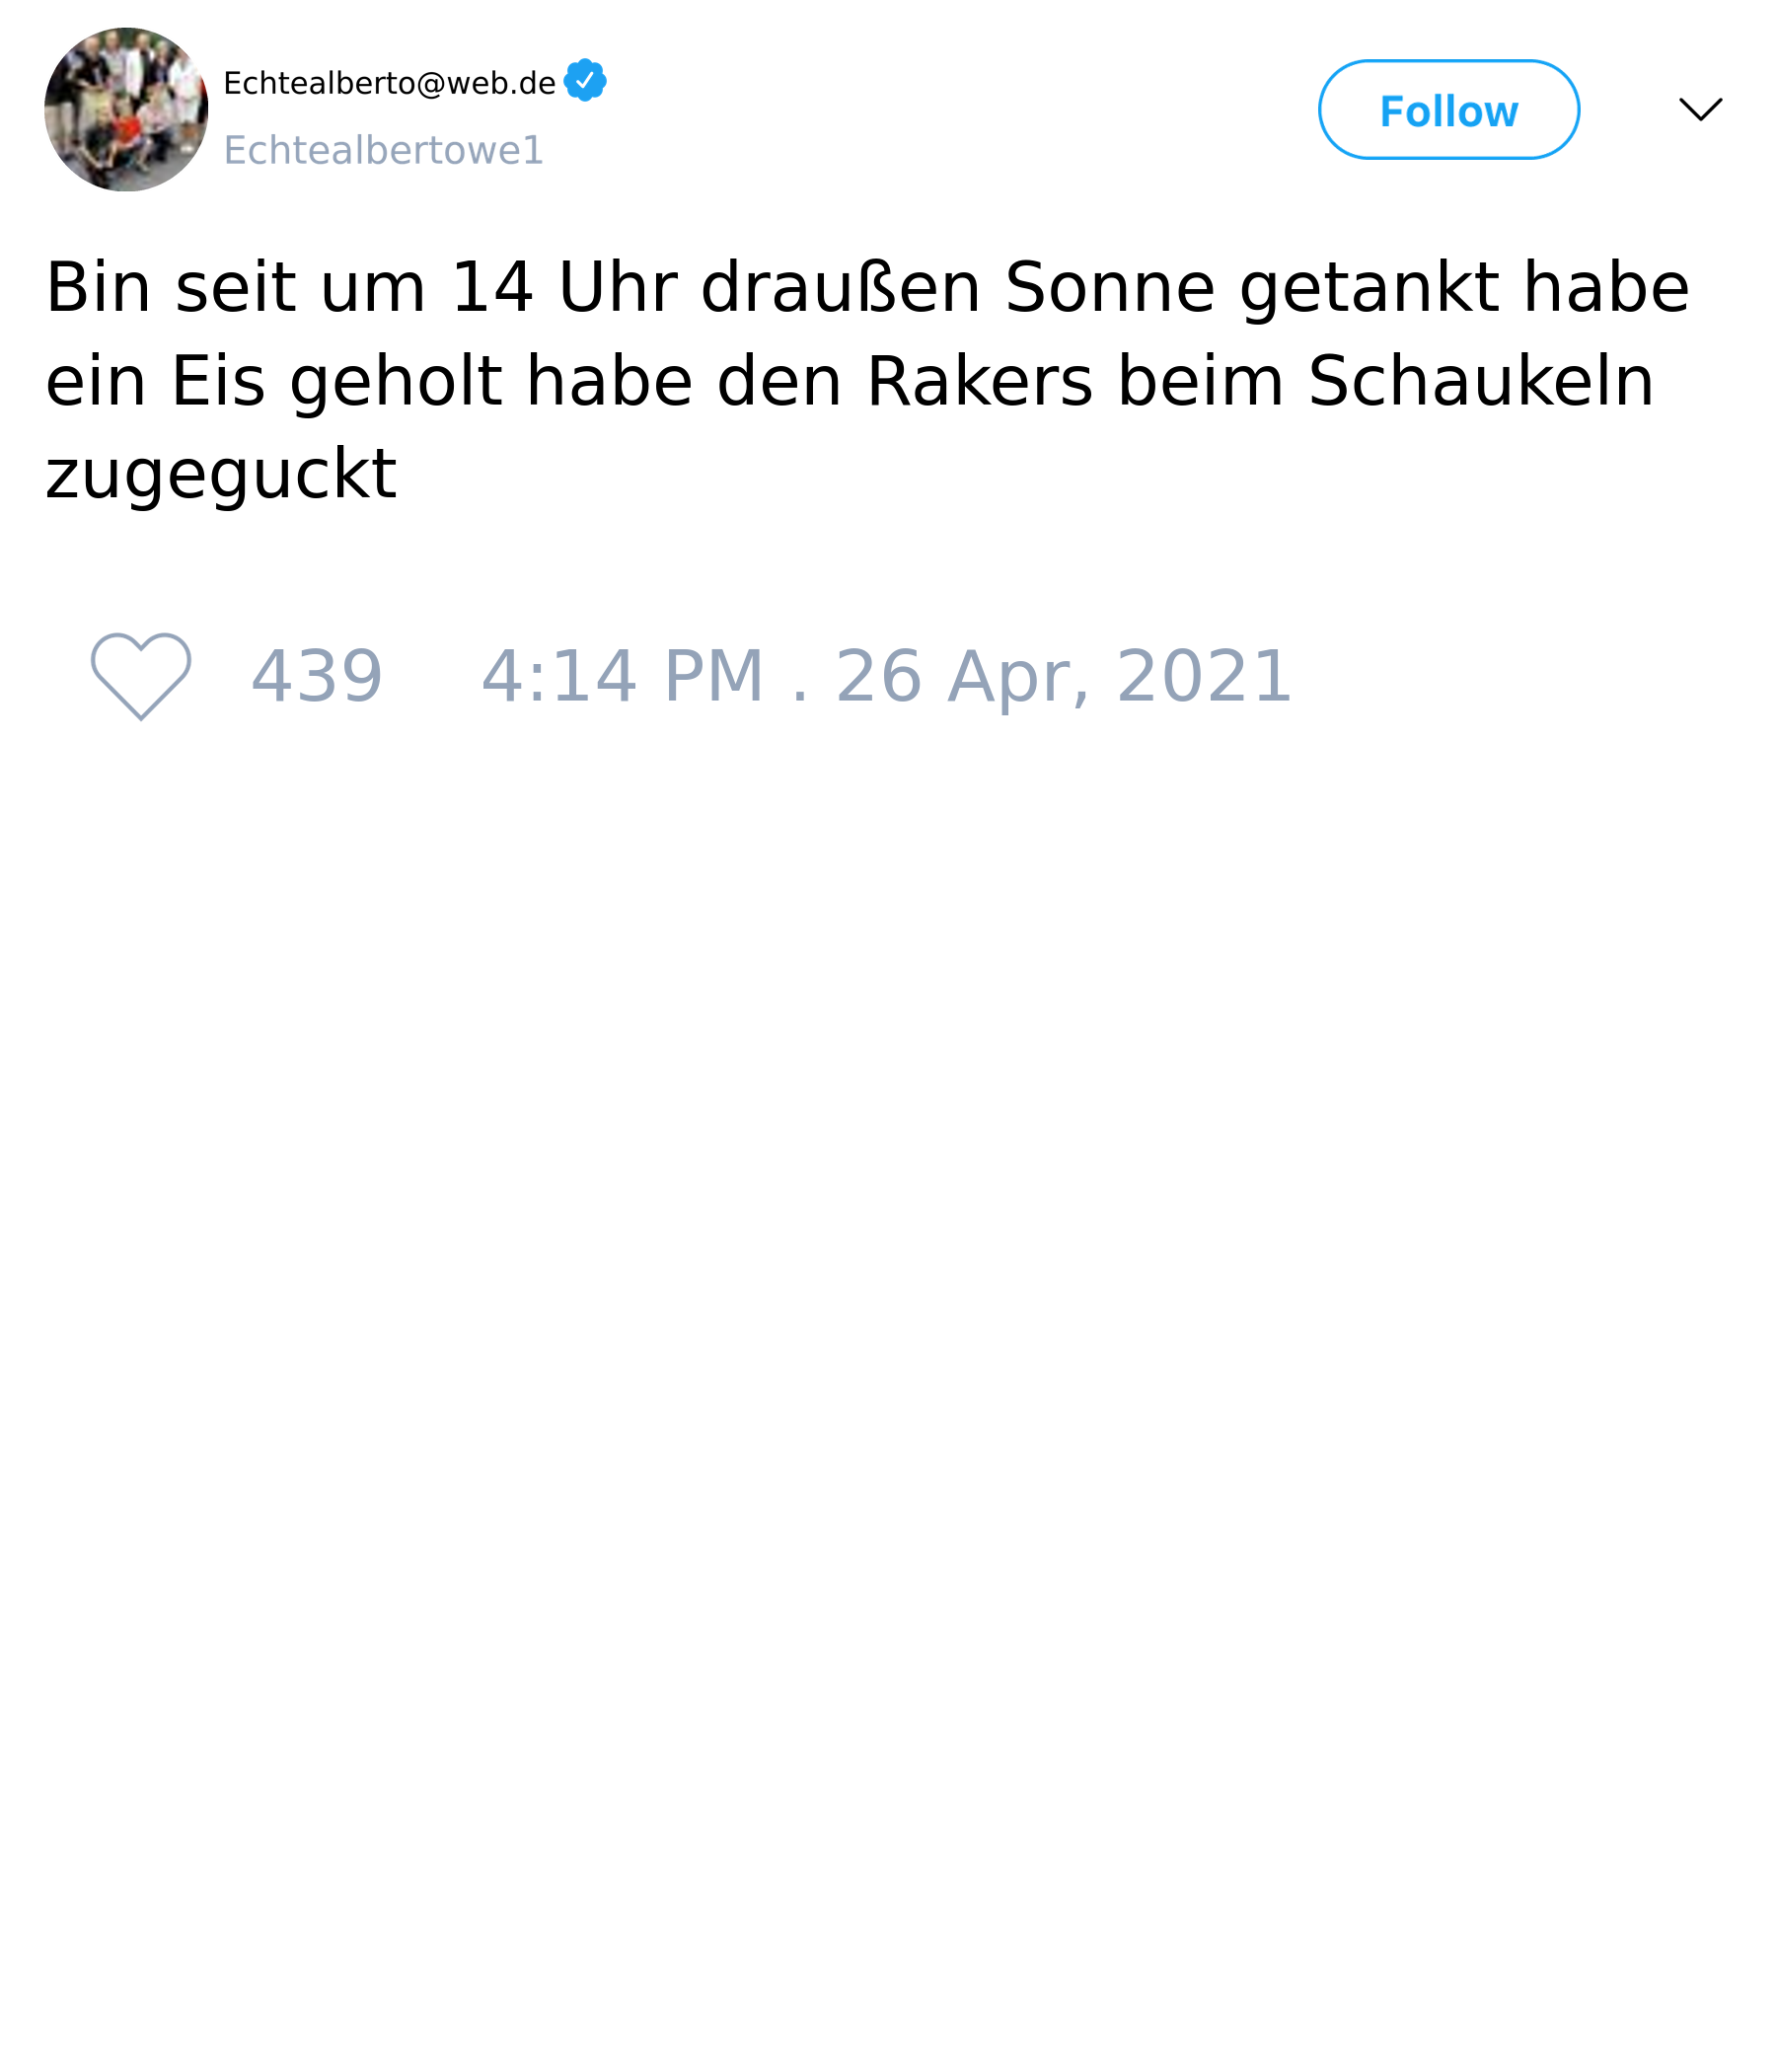 Echtealberto@web.de
Echtealbertowe1
Follow
Bin seit um 14 Uhr draußen Sonne getankt habe
ein Eis geholt habe den Rakers beim Schaukeln
zugeguckt
439 4:14 PM . 26 Apr, 2021